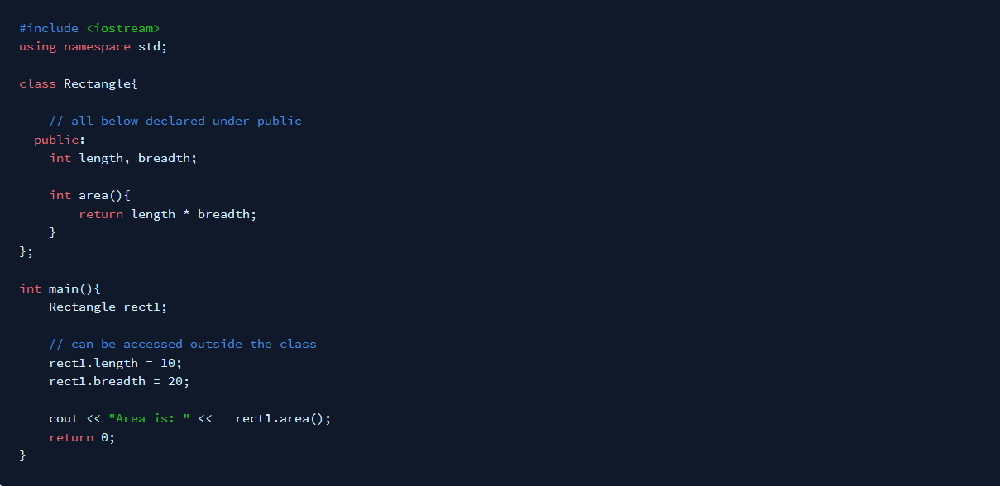 #include <iostream>
using namespace std;
class Rectangle{
// all below declared under public
public:
int length, breadth;
int area(){
return length * breadth;
}
};
int main(){
Rectangle rect1;
// can be accessed outside the class
rect1.length = 10;
rect1.breadth = 20;
cout << "Area is: " <<   rect1.area();
return 0;
}